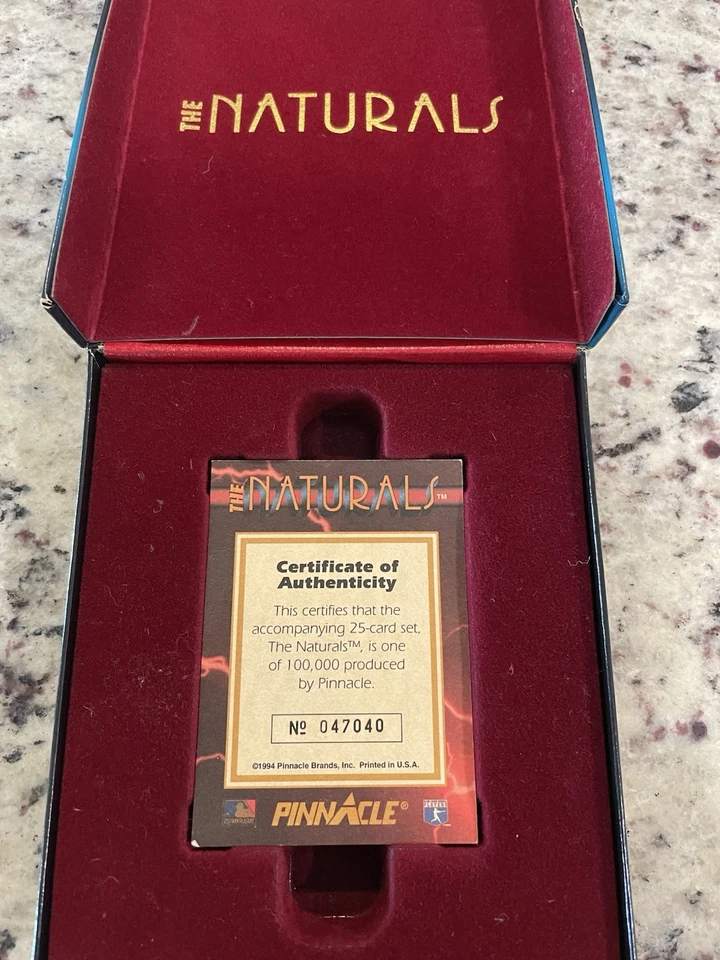 THE NATURALS
THE NATURALS™
Certificate of
Authenticity
This certifies that the
accompanying 25-card set,
The Naturals™, is one
of 100,000 produced
by Pinnacle.
Nº 047040
©1994 Pinnacle Brands, Inc. Printed in U.S.A.
PINNACLE®